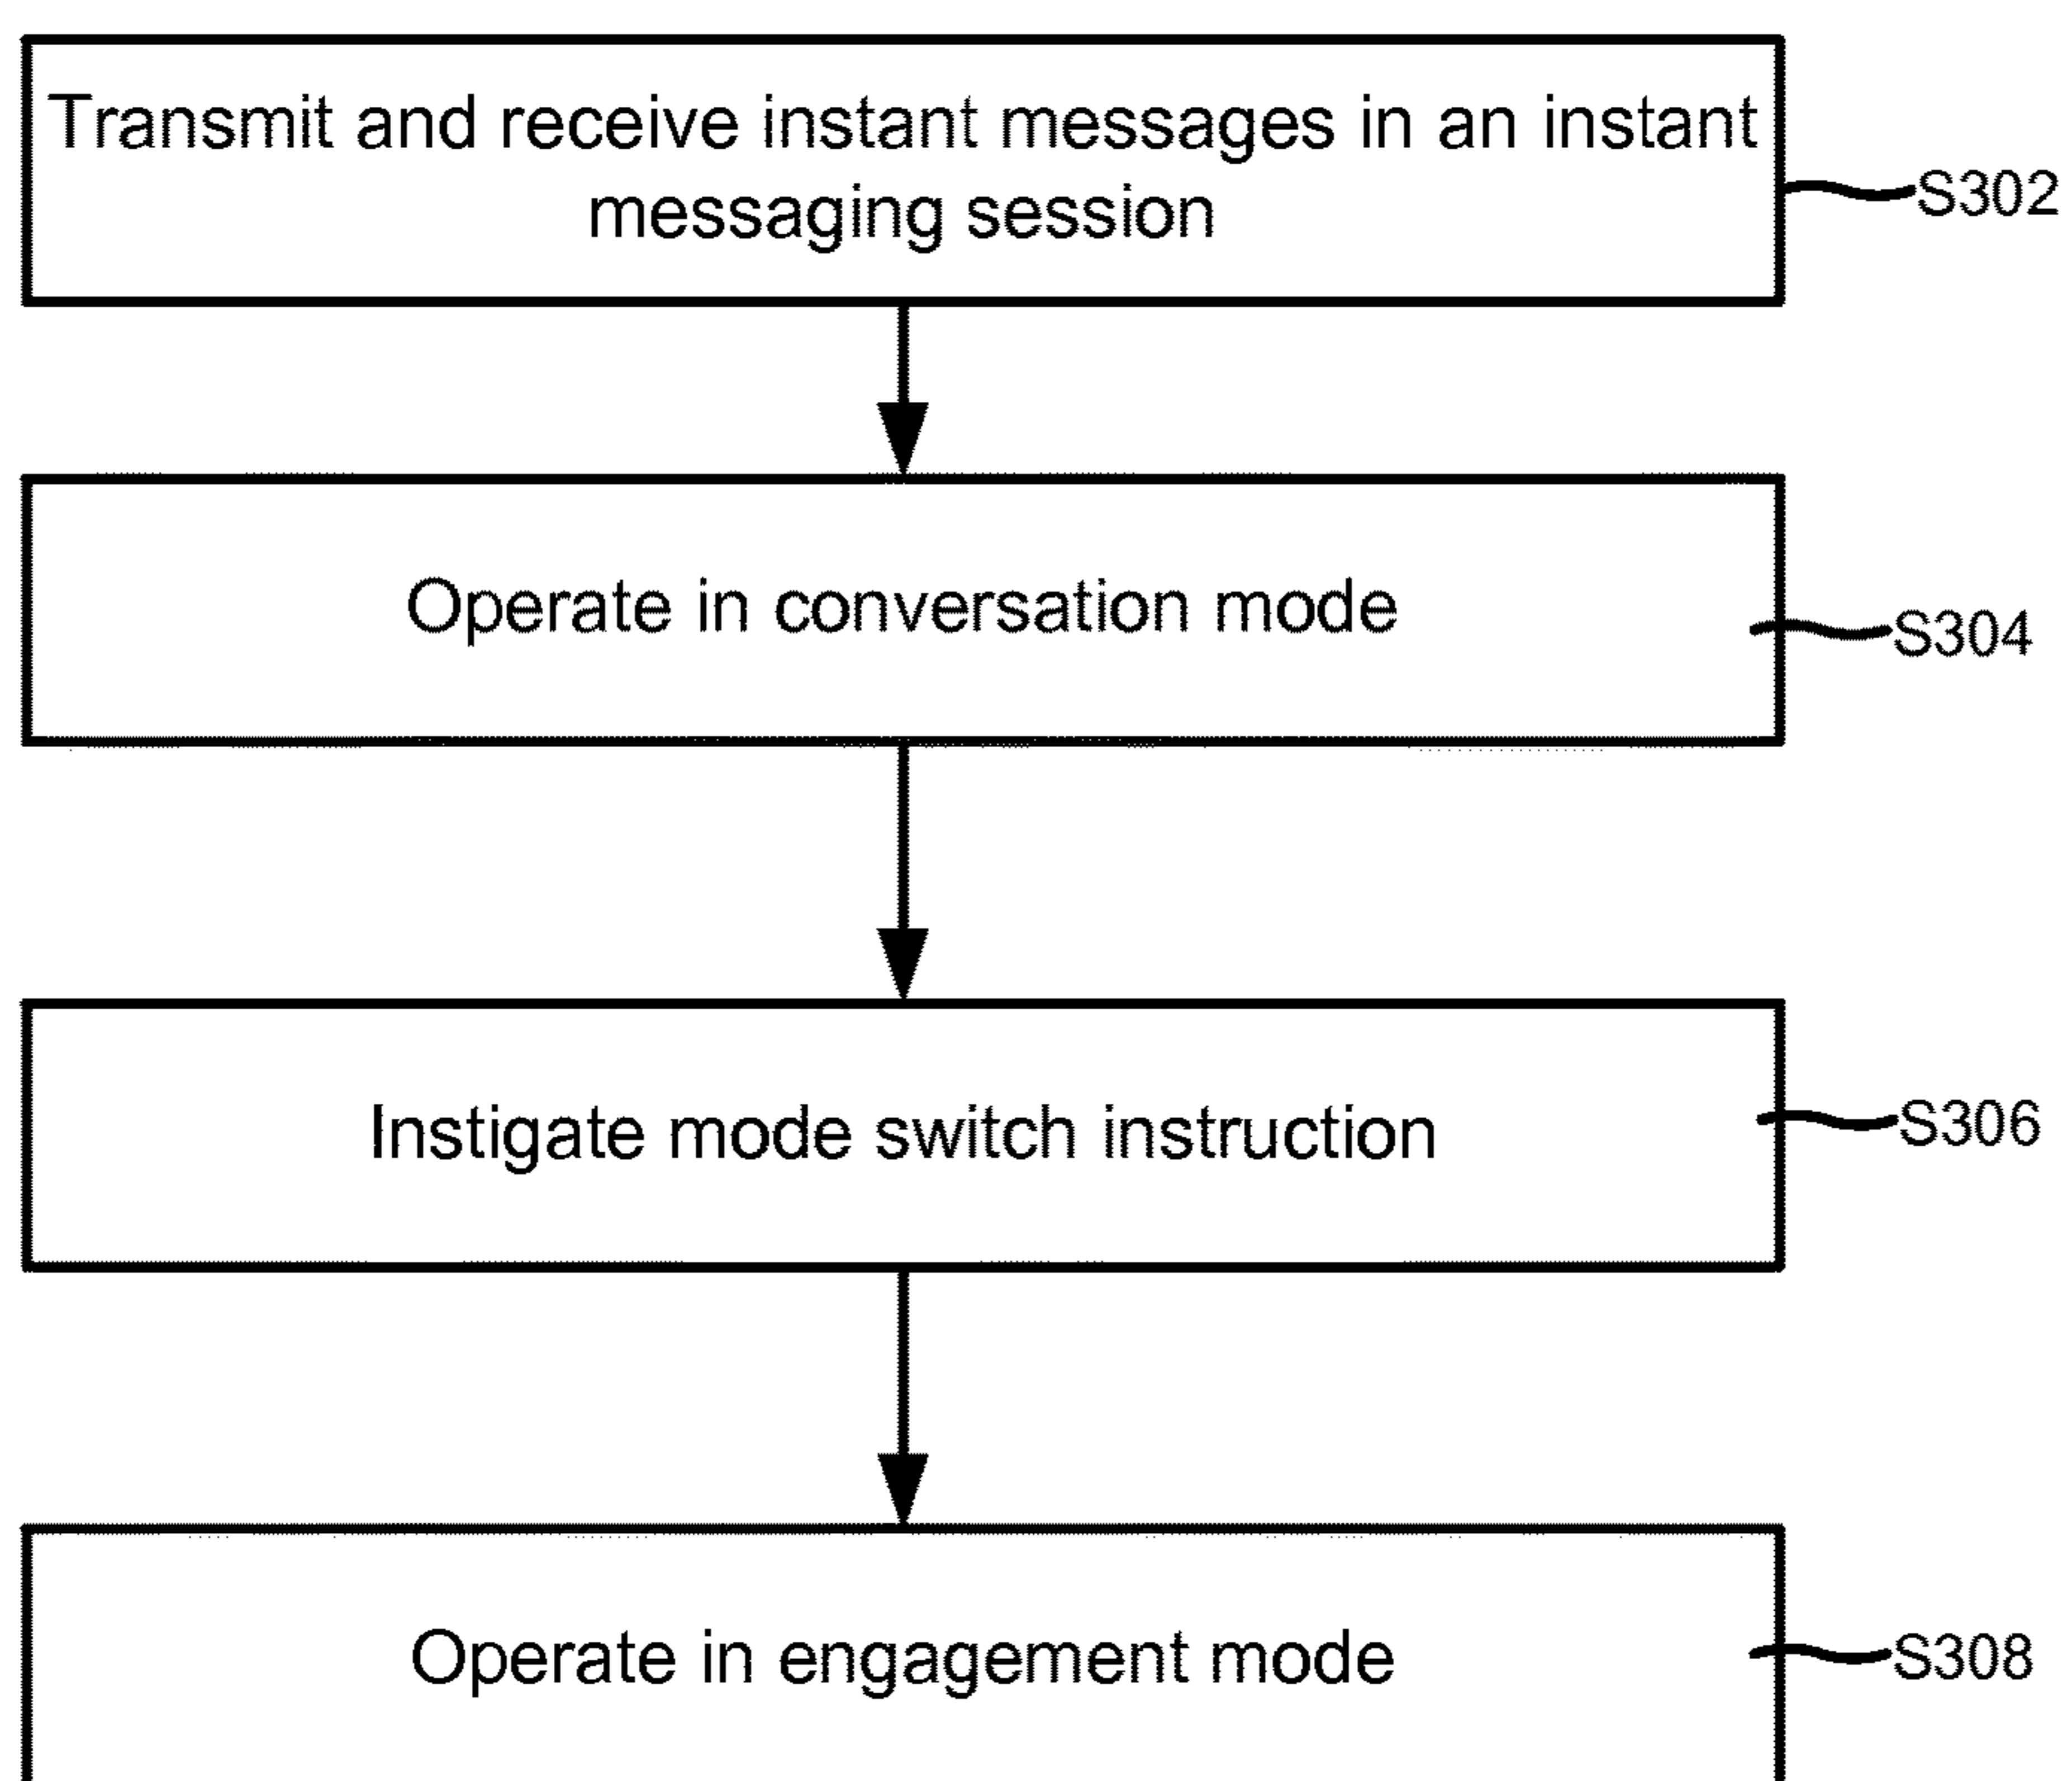 Transmit and receive instant messages in an instant
messaging session
S302
Operate in conversation mode
S304
Instigate mode switch instruction
S306
Operate in engagement mode
S308